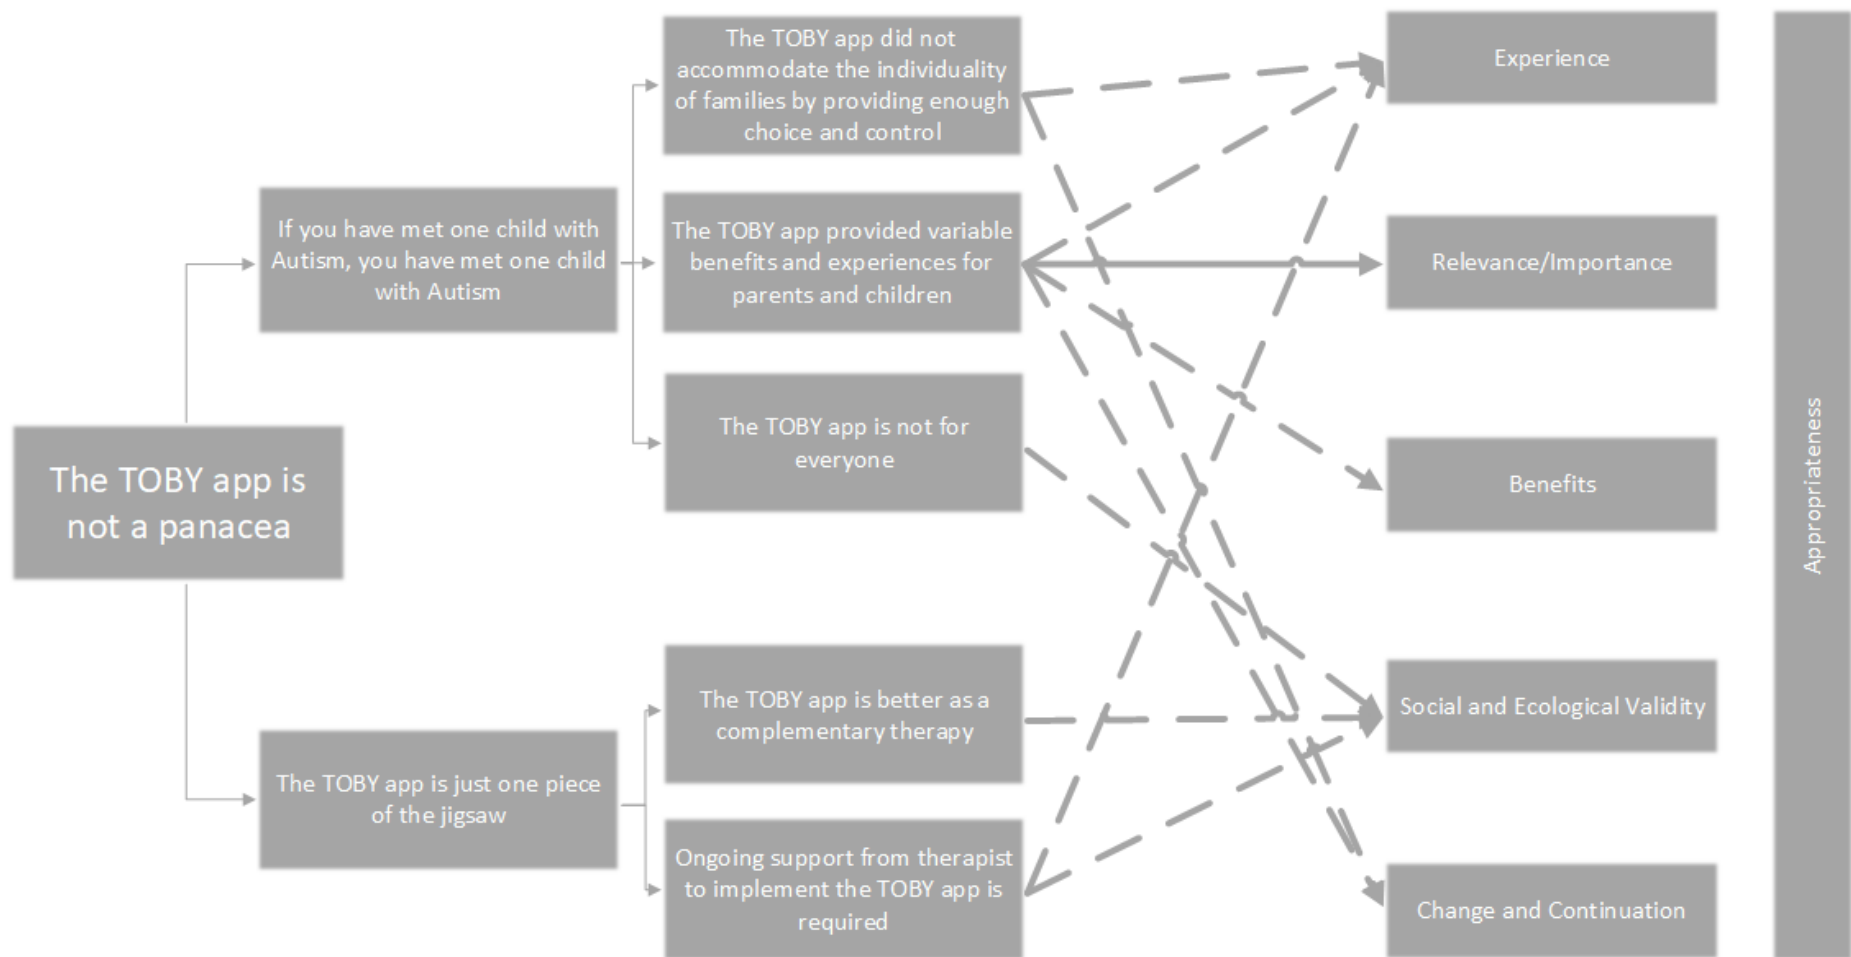 The TOBY app is
not a panacea
If you have met one child with
Autism, you have met one child
with Autism
The TOBY app is just one piece
of the jigsaw
The TOBY app did not
accommodate the individuality
of families by providing enough
choice and control
The TOBY app provided variable
benefits and experiences for
parents and children
The TOBY app is not for
everyone
The TOBY app is better as a
complementary therapy
Ongoing support from therapist
to implement the TOBY app is
required
Experience
Relevance/Importance
Benefits
Social and Ecological Validity
Change and Continuation
Appropriateness